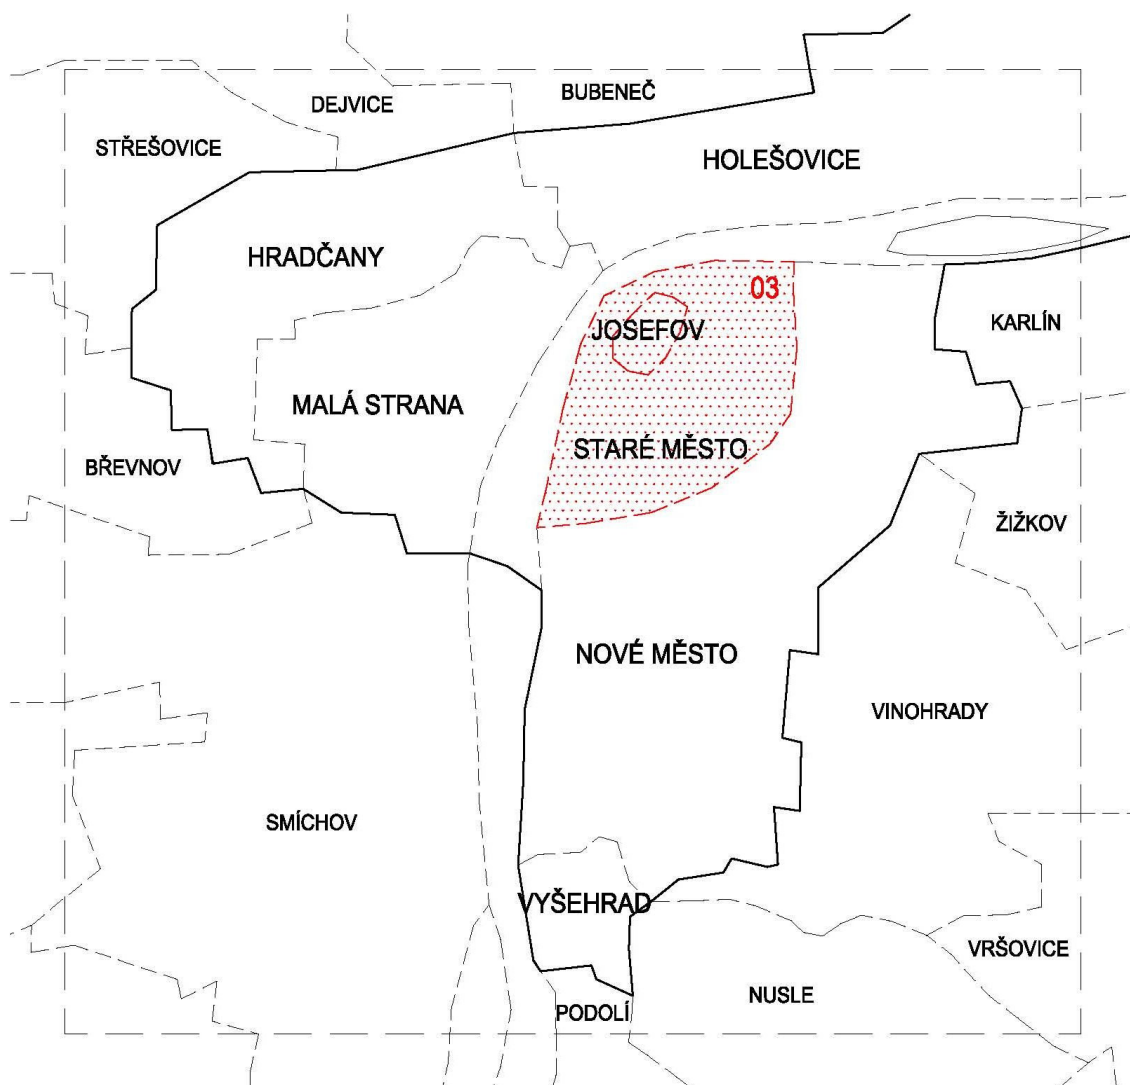 BUBENEČ
DEJVICE
STŘEŠOVICE
HOLEŠOVICE
HRADČANY
03
KARLÍN
JOSEFOV
MALÁ STRANA
STARÉ MĚSTO
BŘEVNOV
ŽIŽKOV
NOVÉ MĚSTO
VINOHRADY
SMÍCHOV
VYŠEHRAD
VRŠOVICE
NUSLE
PODOLÍ